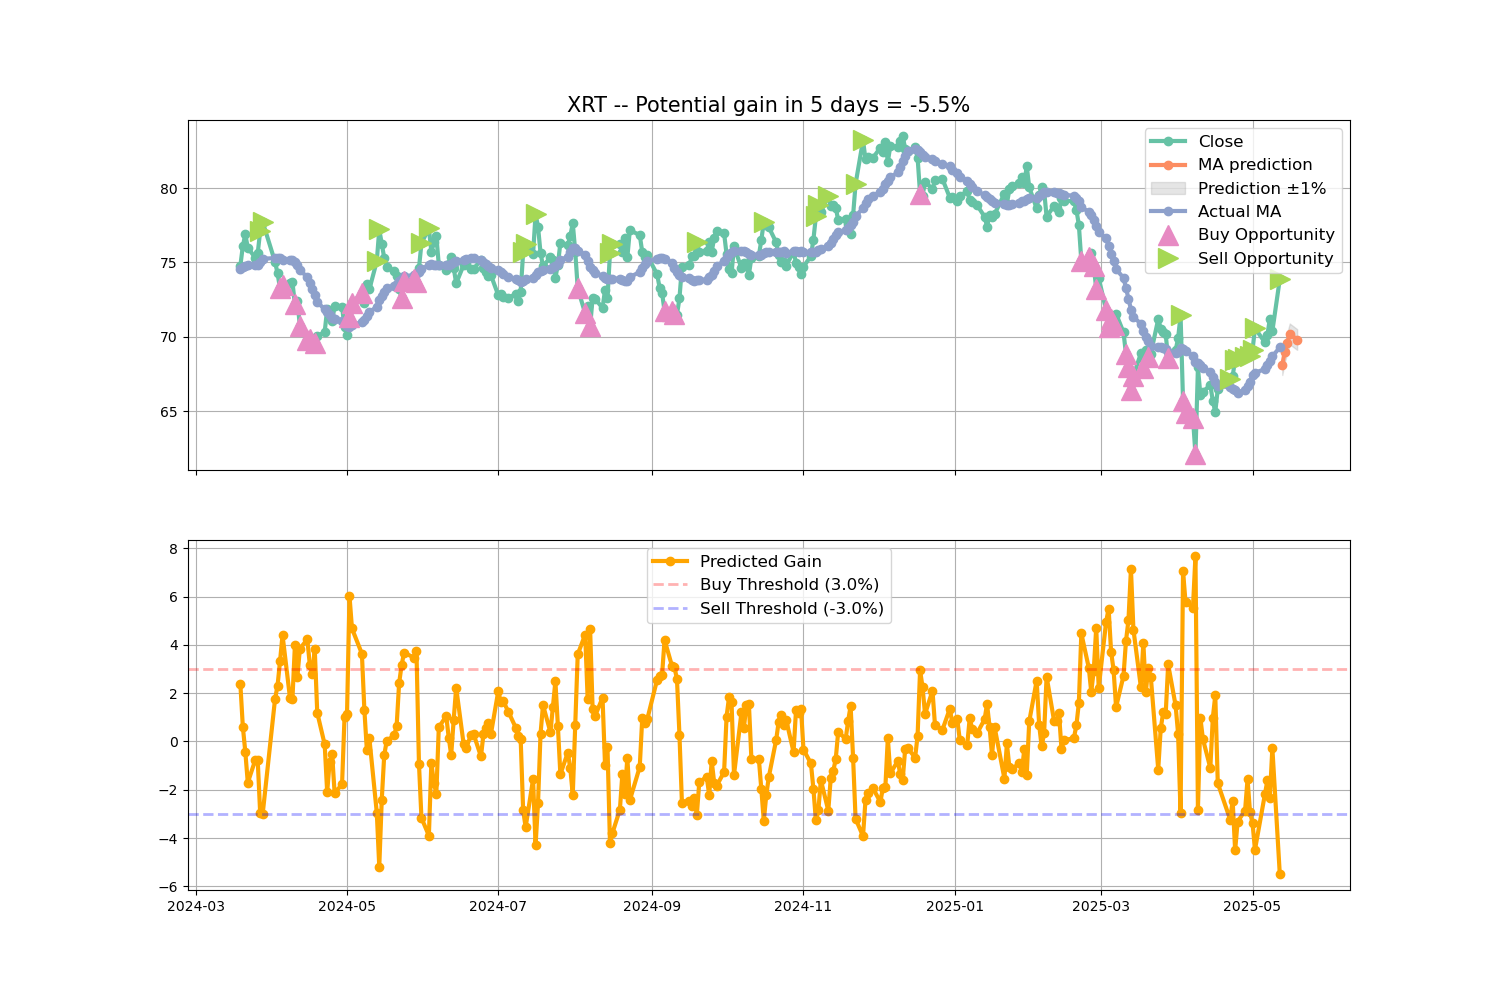 XRT -- Potential gain in 5 days = -5.5%
Close
MA prediction
Prediction ±1%
Actual MA
Buy Opportunity
Sell Opportunity
80
75
70
65
Predicted Gain
Buy Threshold (3.0%)
Sell Threshold (-3.0%)
8
6
4
2
0
−2
−4
−6
2024-03 2024-05 2024-07 2024-09 2024-11 2025-01 2025-03 2025-05